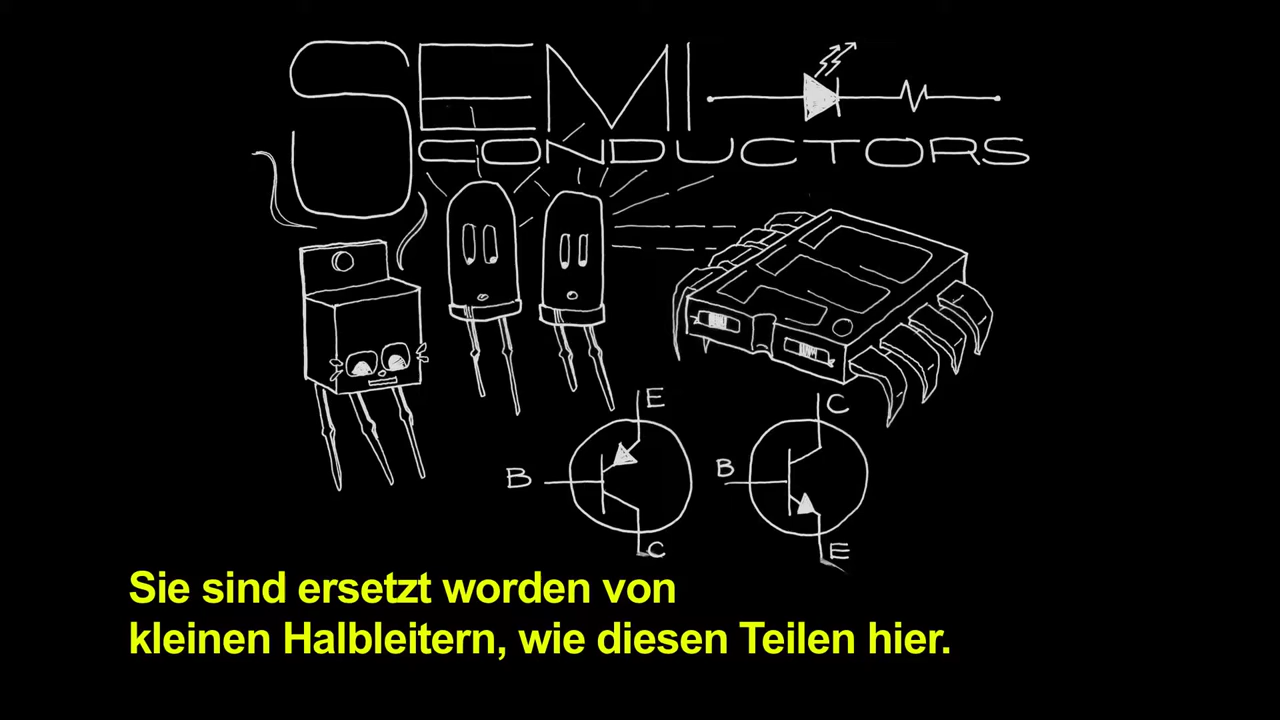 SEMI
CONDUCTORS
E
C
B
B
C
E
Sie sind ersetzt worden von
kleinen Halbleitern, wie diesen Teilen hier.